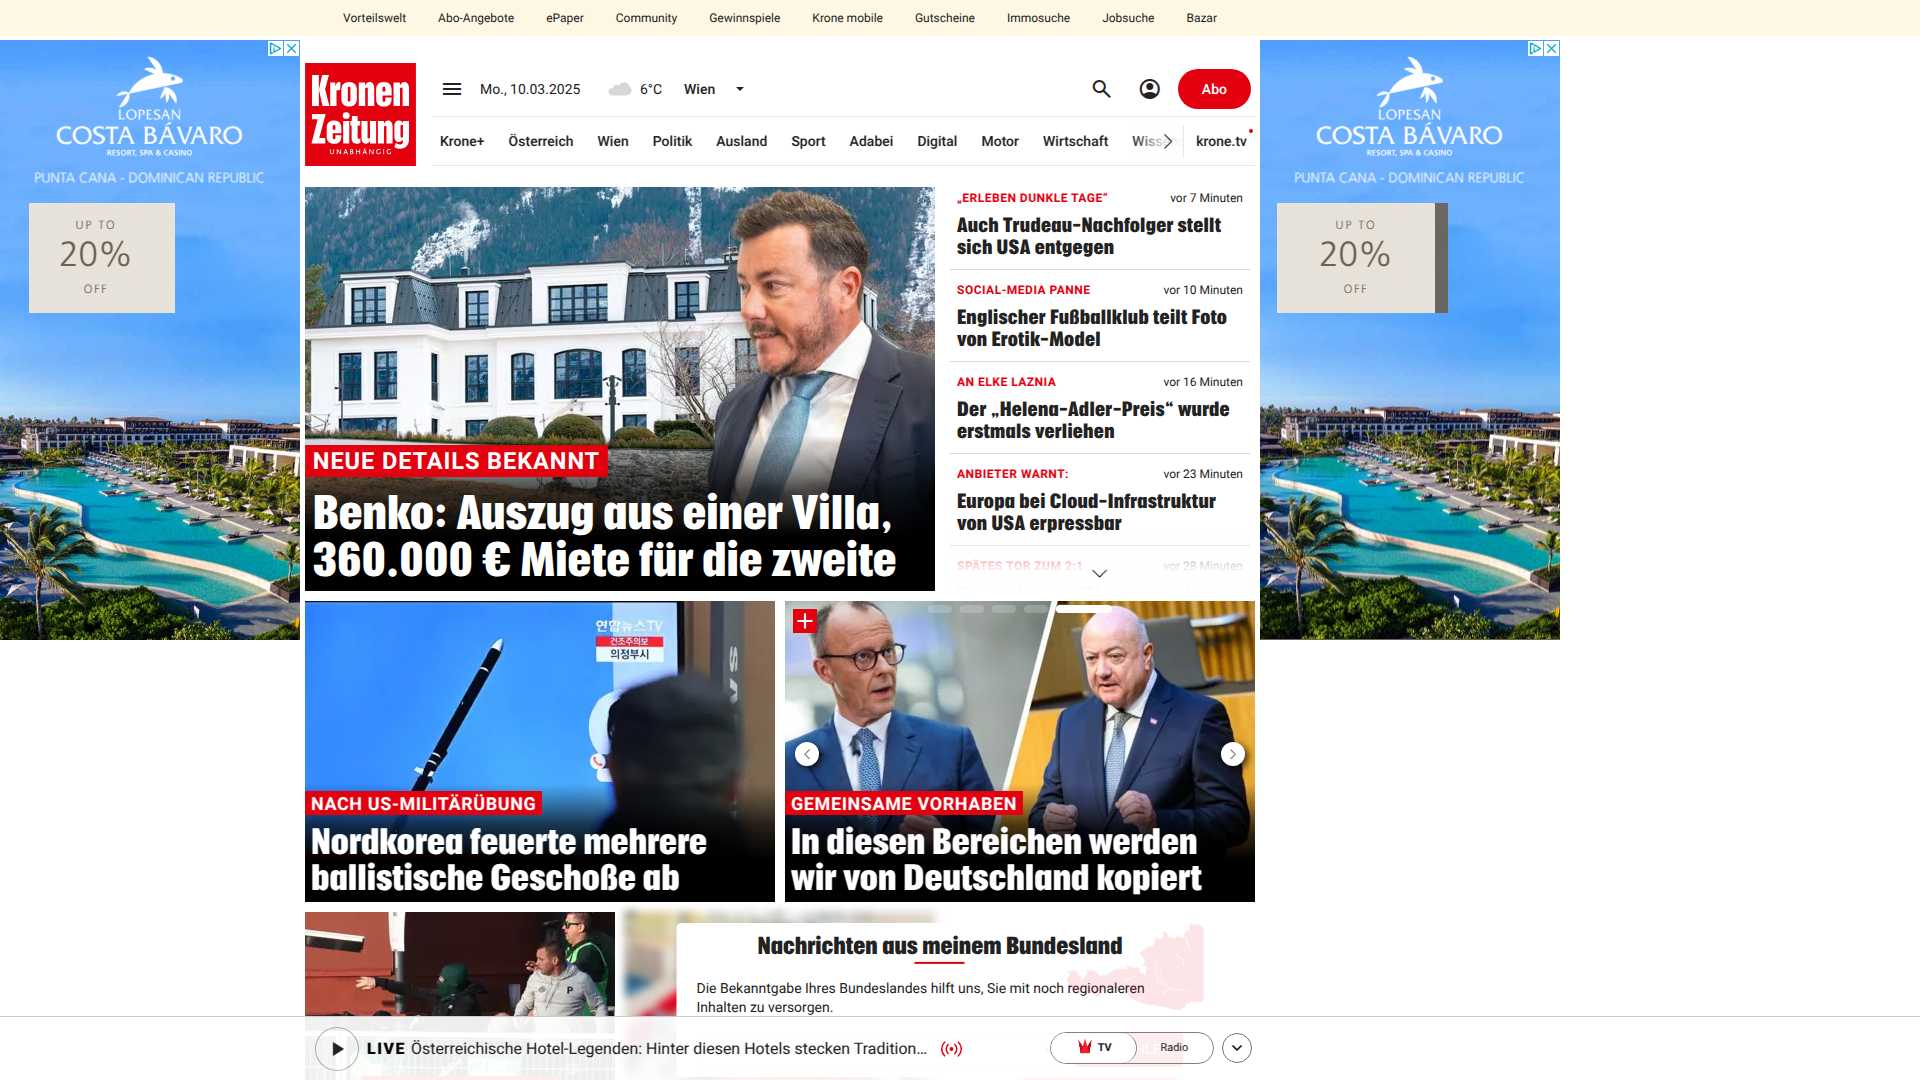 Vorteilswelt Abo-Angebote ePaper Community Gewinnspiele Krone mobile Gutscheine Immosuche Jobsuche Bazar
LOPESAN
COSTA BÁVARO
RESORT, SPA & CASINO
PUNTA CANA - DOMINICAN REPUBLIC
UP TO
20%
OFF
Kronen
Zeitung
UNABHÄNGIG
Mo., 10.03.2025 6°C Wien
Abo
Krone+ Österreich Wien Politik Ausland Sport Adabei Digital Motor Wirtschaft krone.tv
NEUE DETAILS BEKANNT
Benko: Auszug aus einer Villa,
360.000 € Miete für die zweite
„ERLEBEN DUNKLE TAGE“ vor 7 Minuten
Auch Trudeau-Nachfolger stellt
sich USA entgegen
SOCIAL-MEDIA PANNE vor 10 Minuten
Englischer Fußballklub teilt Foto
von Erotik-Model
AN ELKE LAZNIA vor 16 Minuten
Der „Helena-Adler-Preis“ wurde
erstmals verliehen
ANBIETER WARNT: vor 23 Minuten
Europa bei Cloud-Infrastruktur
von USA erpressbar
SPÄTES TOR ZUM 2:1 vor 28 Minuten
LOPESAN
COSTA BÁVARO
RESORT, SPA & CASINO
PUNTA CANA - DOMINICAN REPUBLIC
UP TO
20%
OFF
연합뉴스TV
건조주의보
의정부시
NACH US-MILITÄRÜBUNG
Nordkorea feuerte mehrere
ballistische Geschoße ab
GEMEINSAME VORHABEN
In diesen Bereichen werden
wir von Deutschland kopiert
P
Nachrichten aus meinem Bundesland
Die Bekanntgabe Ihres Bundeslandes hilft uns, Sie mit noch regionaleren
Inhalten zu versorgen.
LIVE Österreichische Hotel-Legenden: Hinter diesen Hotels stecken Tradition...
TV Radio